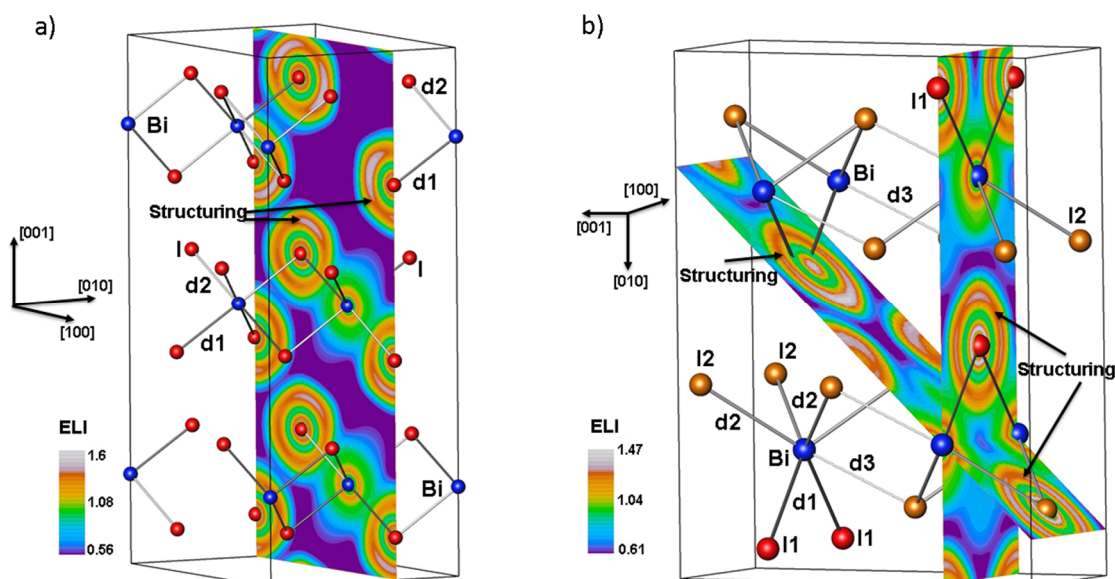 a)
d2
Bi
d1
Structuring
I
I
d2
d1
[001]
[010]
[100]
ELI
1.6
1.08
0.56
Bi
b)
I1
Bi
d3
I2
[100]
[001]
[010]
Structuring
I2
I2
d2
d2
Structuring
Bi
d3
d1
I1
I1
ELI
1.47
1.04
0.61